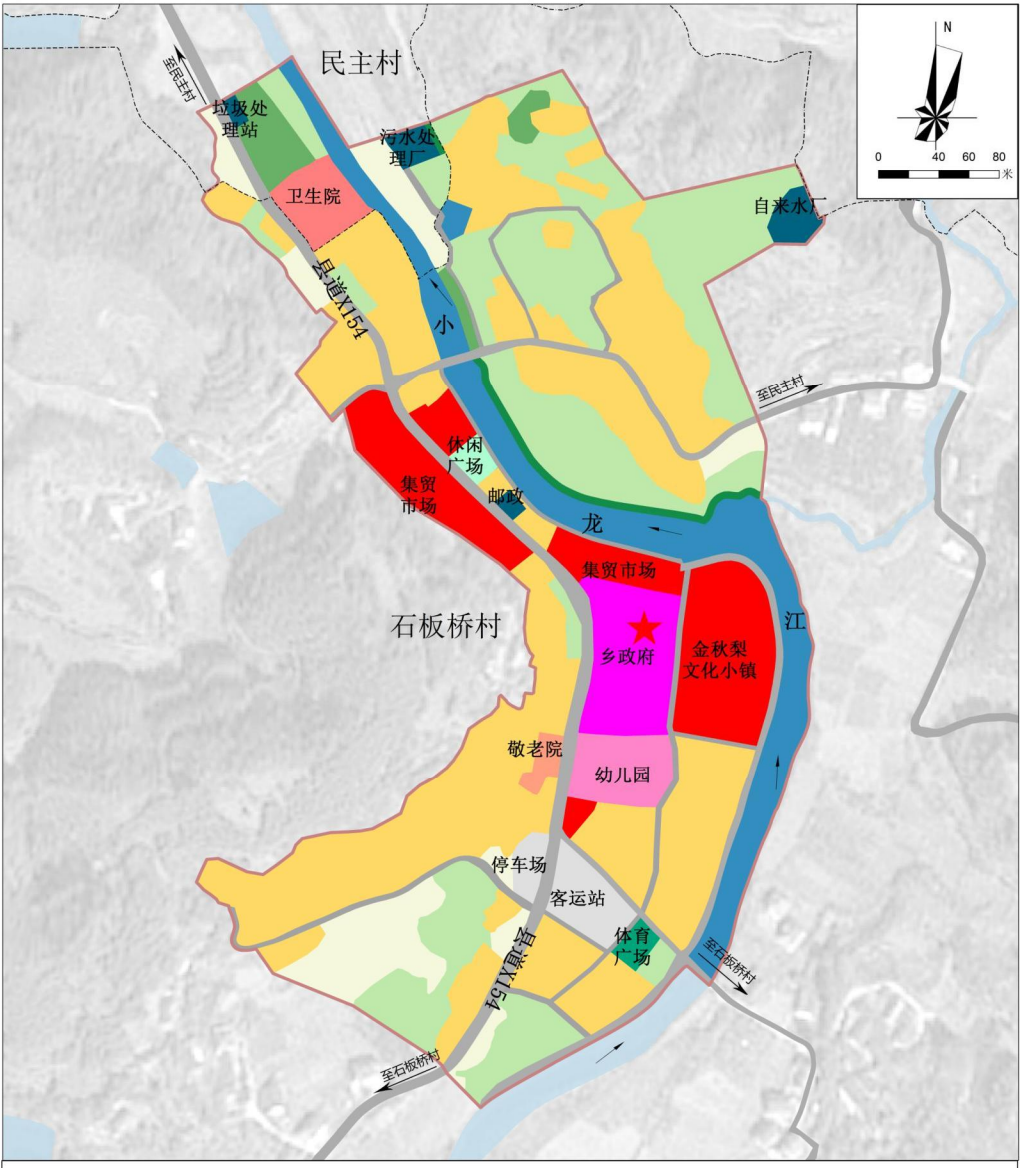 N
0 40 60 80
米
民主村
至民主村
垃圾处
理站
污水处
理厂
卫生院
自来水厂
县道X154
小
至民主村
休闲
广场
集贸
市场
邮政
龙
集贸市场
石板桥村
江
乡政府
金秋梨
文化小镇
敬老院
幼儿园
停车场
客运站
体育
广场
县道X154
至石板桥村
至石板桥村